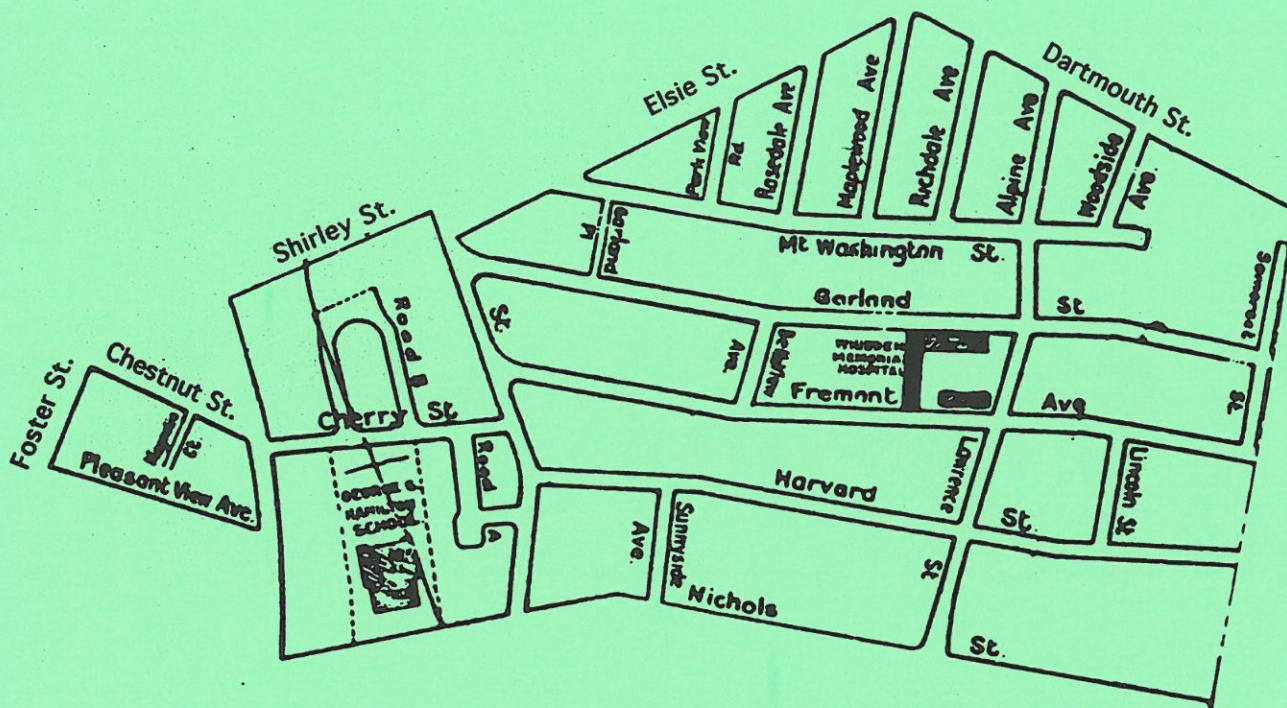 Elsie St.
Dartmouth St.
Park View
Rd
Rosedale Ave
Maplewood Ave
Richdale Ave
Alpine Ave
Woodside
Ave
Garland
Pl
Mt Washington St.
Garland St
Somerset
St.
Shirley St.
Road B
St.
Ave.
WHIDDEN
MEMORIAL
HOSPITAL
Fremont Ave
Foster St.
Chestnut St.
St
Pleasant View Ave.
Cherry St
Road
A
GEORGE
HAMILTON
SCHOOL
Harvard St.
Lawrence
St
Lincoln St
Ave.
Sunnyside
Nichols St.